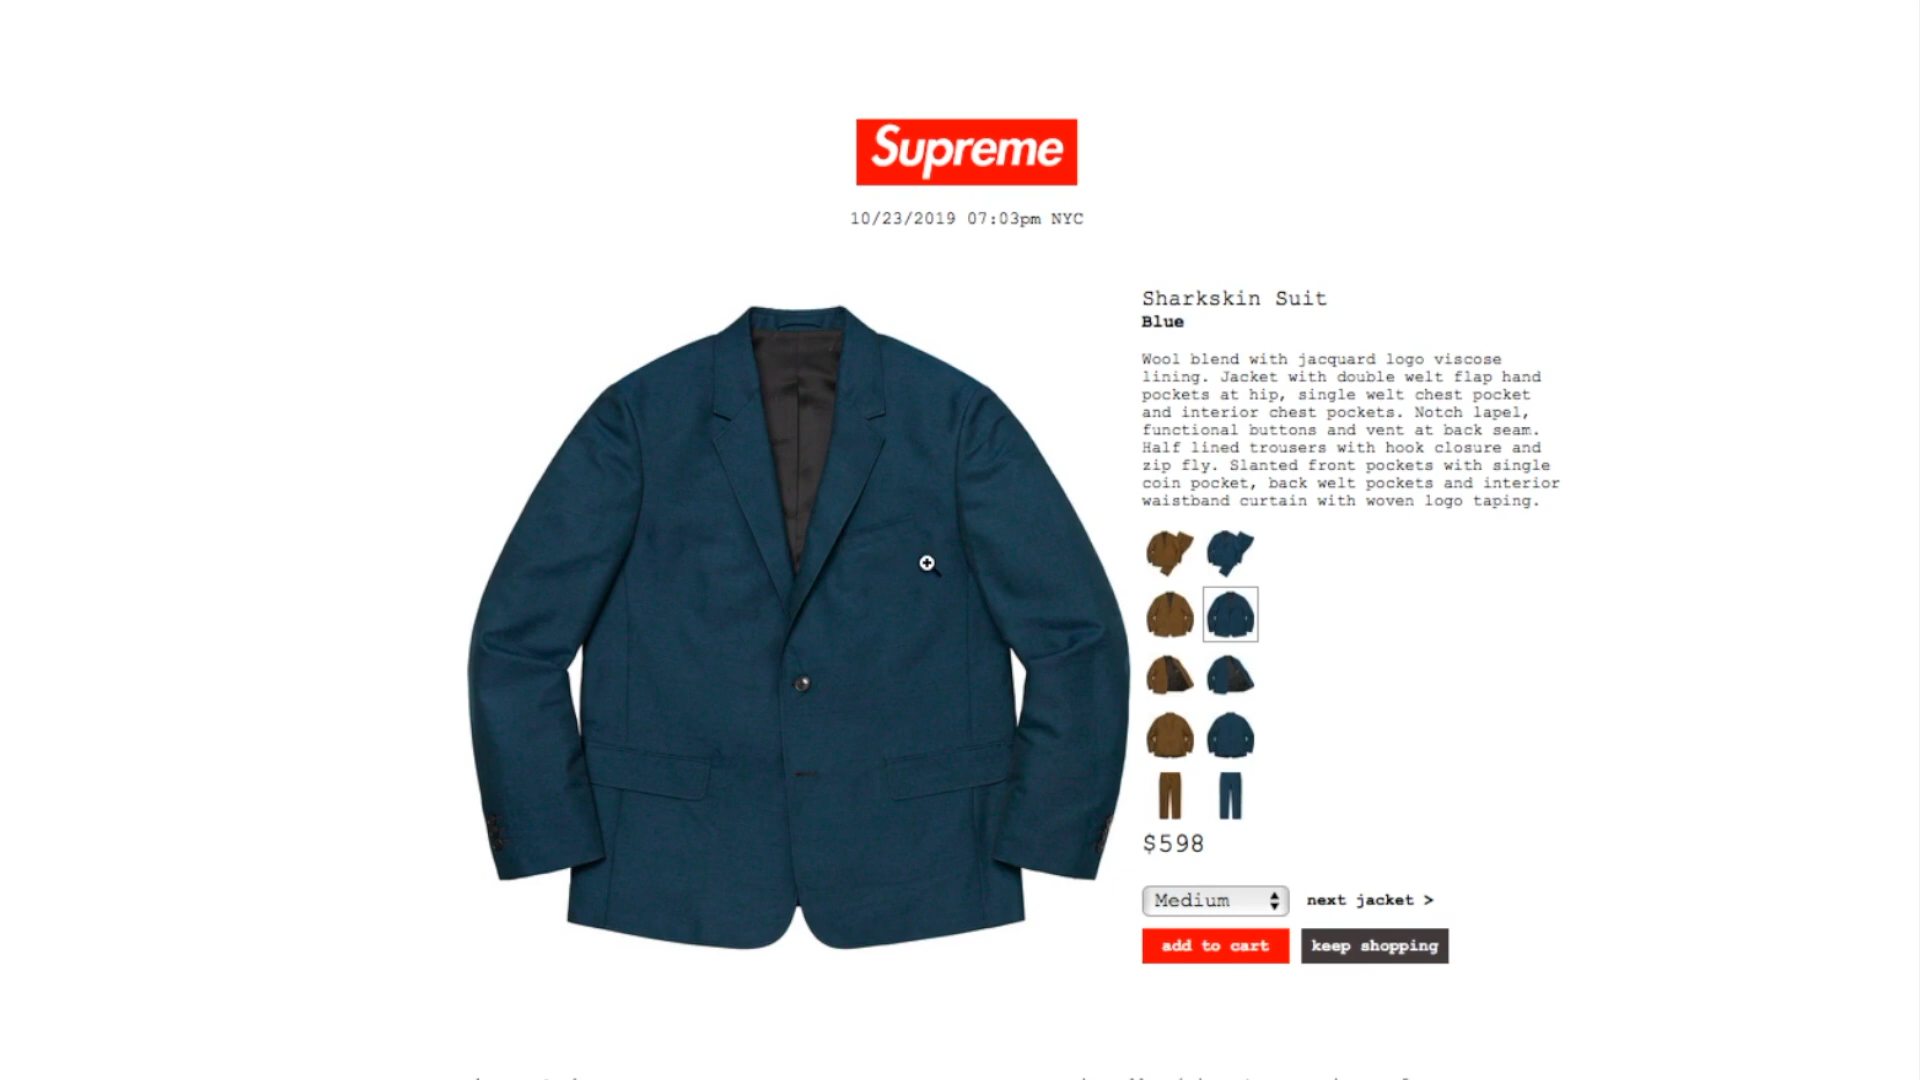 Supreme
10/23/2019 07:03pm NYC
Sharkskin Suit
Blue
Wool blend with jacquard logo viscose
lining. Jacket with double welt flap hand
pockets at hip, single welt chest pocket
and interior chest pockets. Notch lapel,
functional buttons and vent at back seam.
Half lined trousers with hook closure and
zip fly. Slanted front pockets with single
coin pocket, back welt pockets and interior
waistband curtain with woven logo taping.
$598
Medium
next jacket >
add to cart
keep shopping